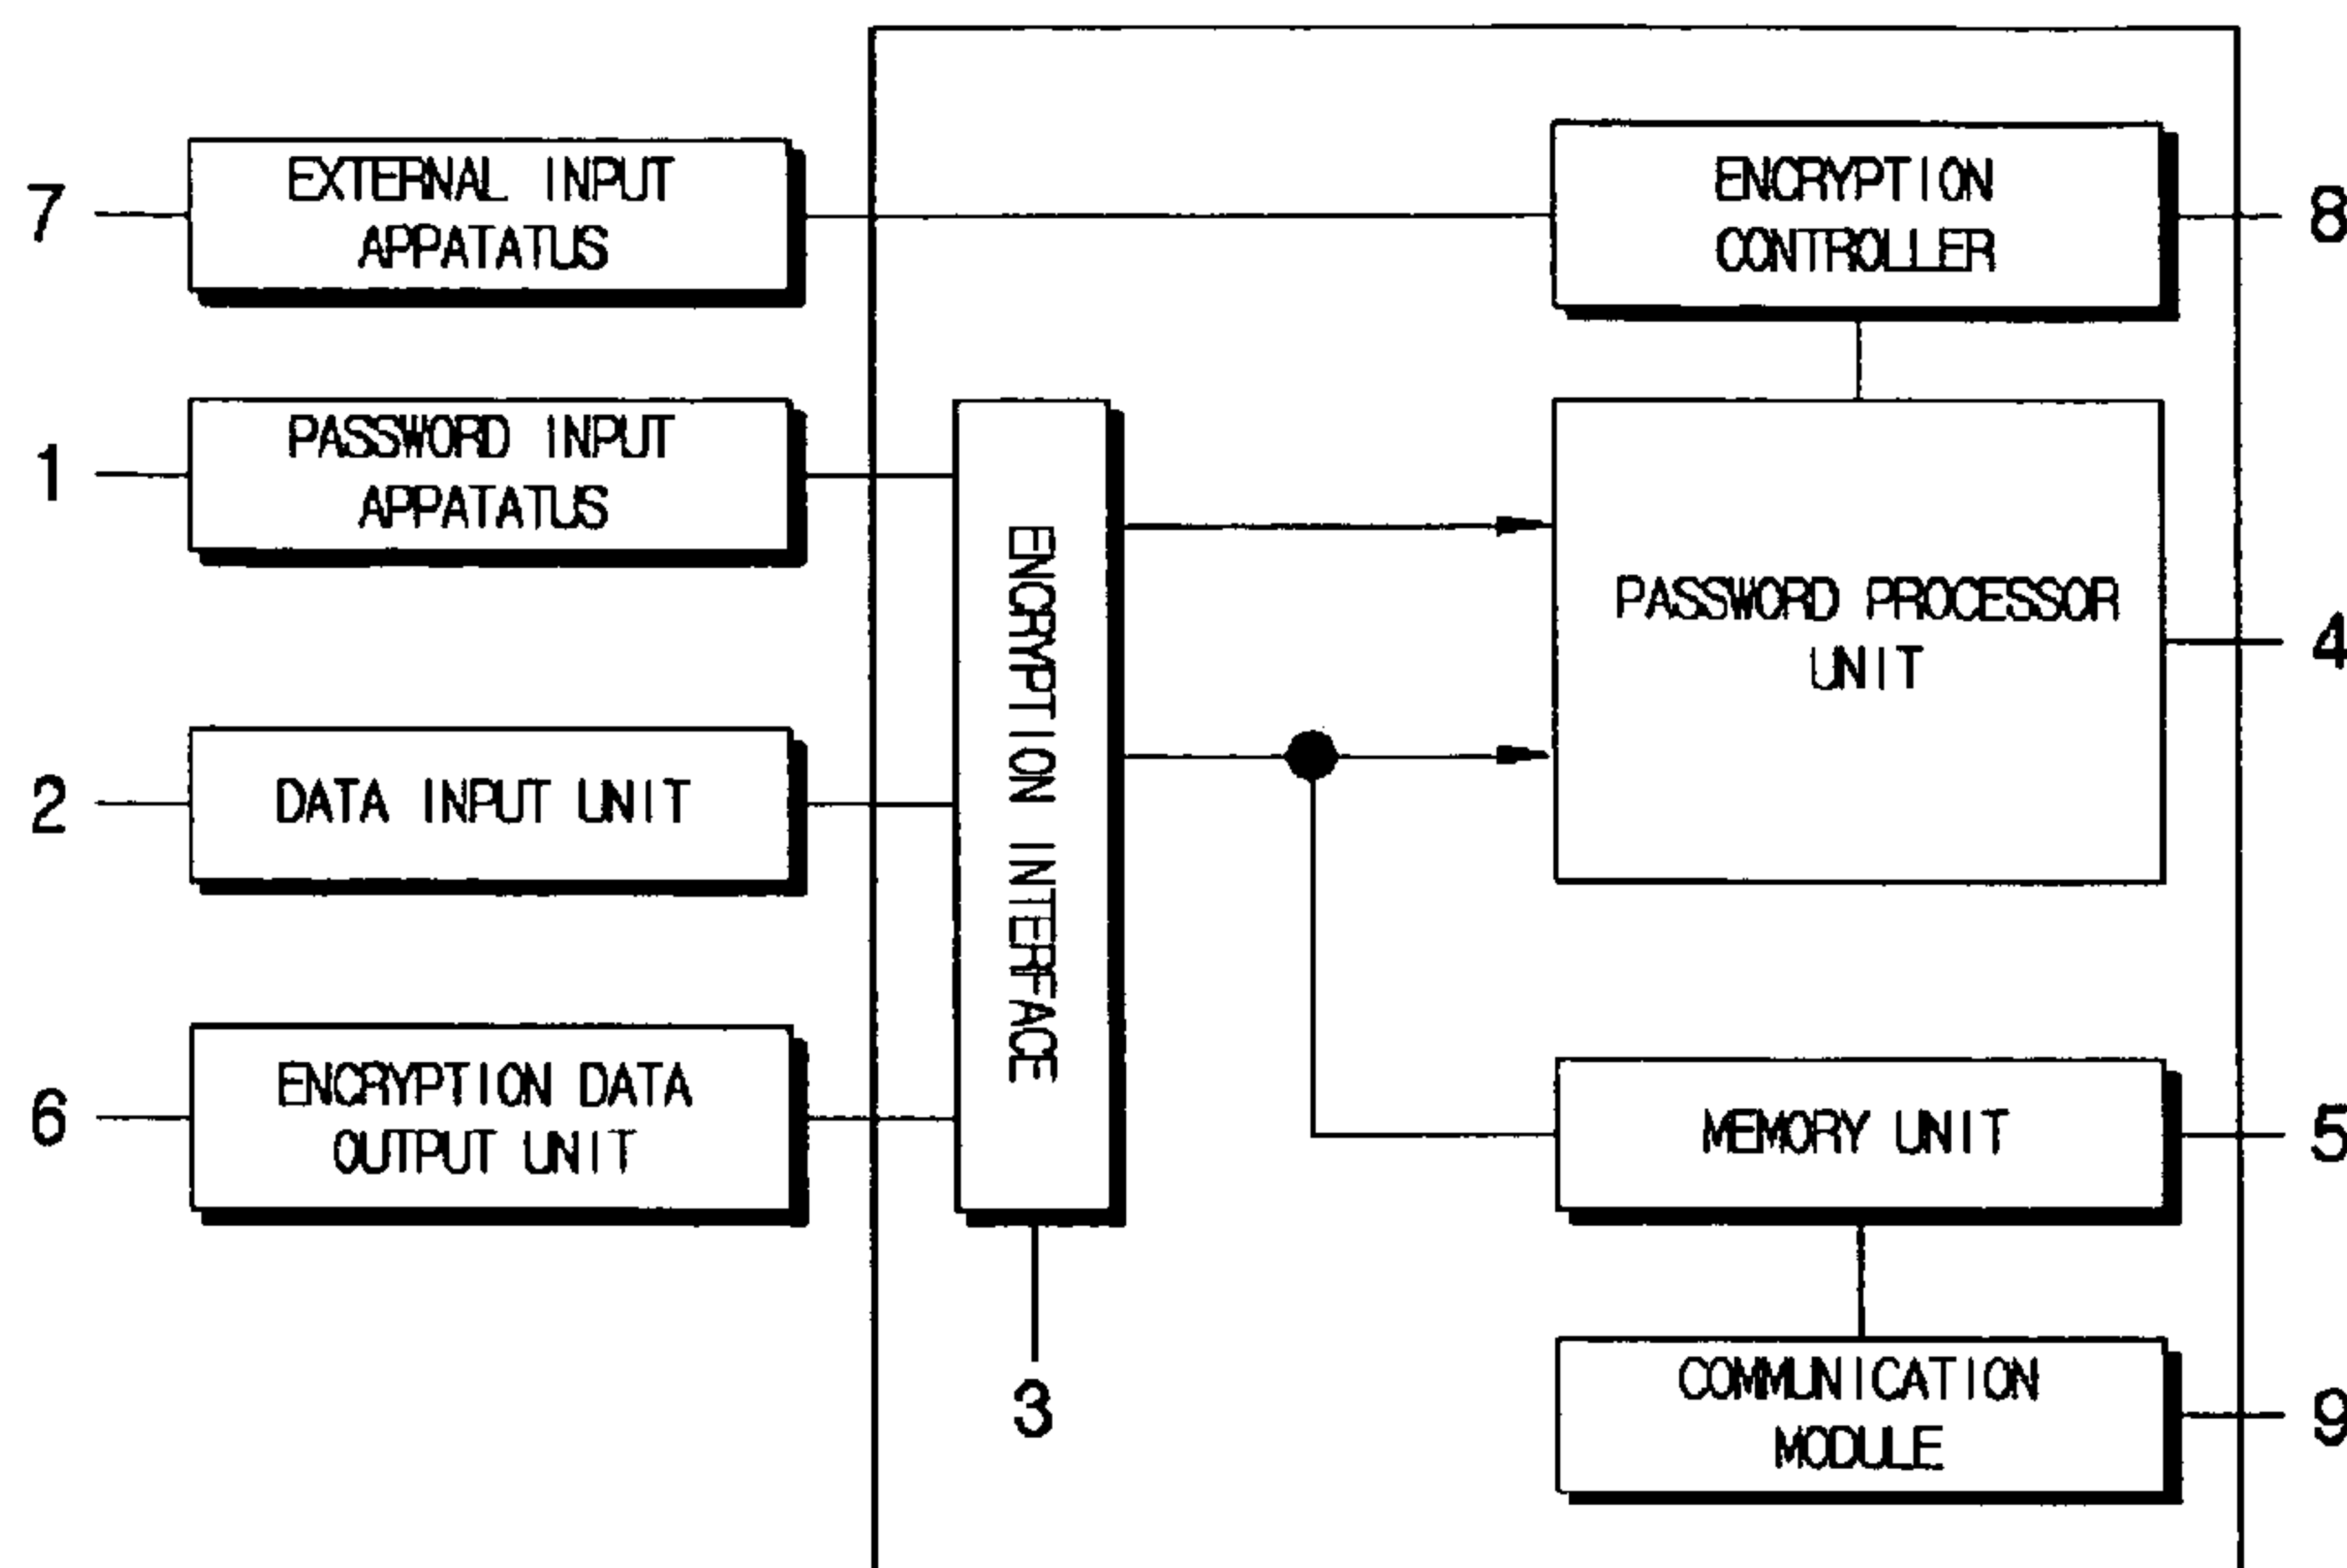 7
EXTERNAL INPUT
APPATATUS
ENCRYPTION
CONTROLLER
8
1
PASSWORD INPUT
APPATATUS
ENCRYPTION INTERFACE
PASSWORD PROCESSOR
UNIT
4
2
DATA INPUT UNIT
6
ENCRYPTION DATA
OUTPUT UNIT
MEMORY UNIT
5
3
COMMUNICATION
MODULE
9